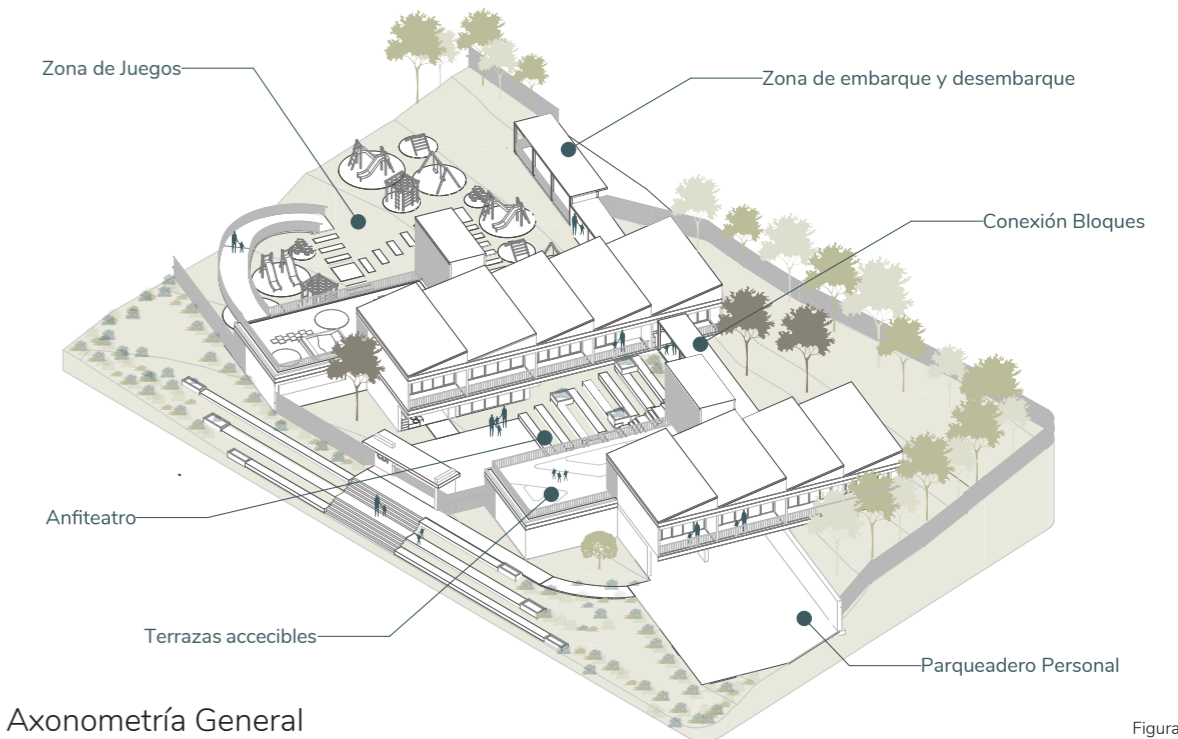 Zona de Juegos
Zona de embarque y desembarque
Conexión Bloques
Anfiteatro
Terrazas accecibles
Parqueadero Personal
Axonometría General
Figura